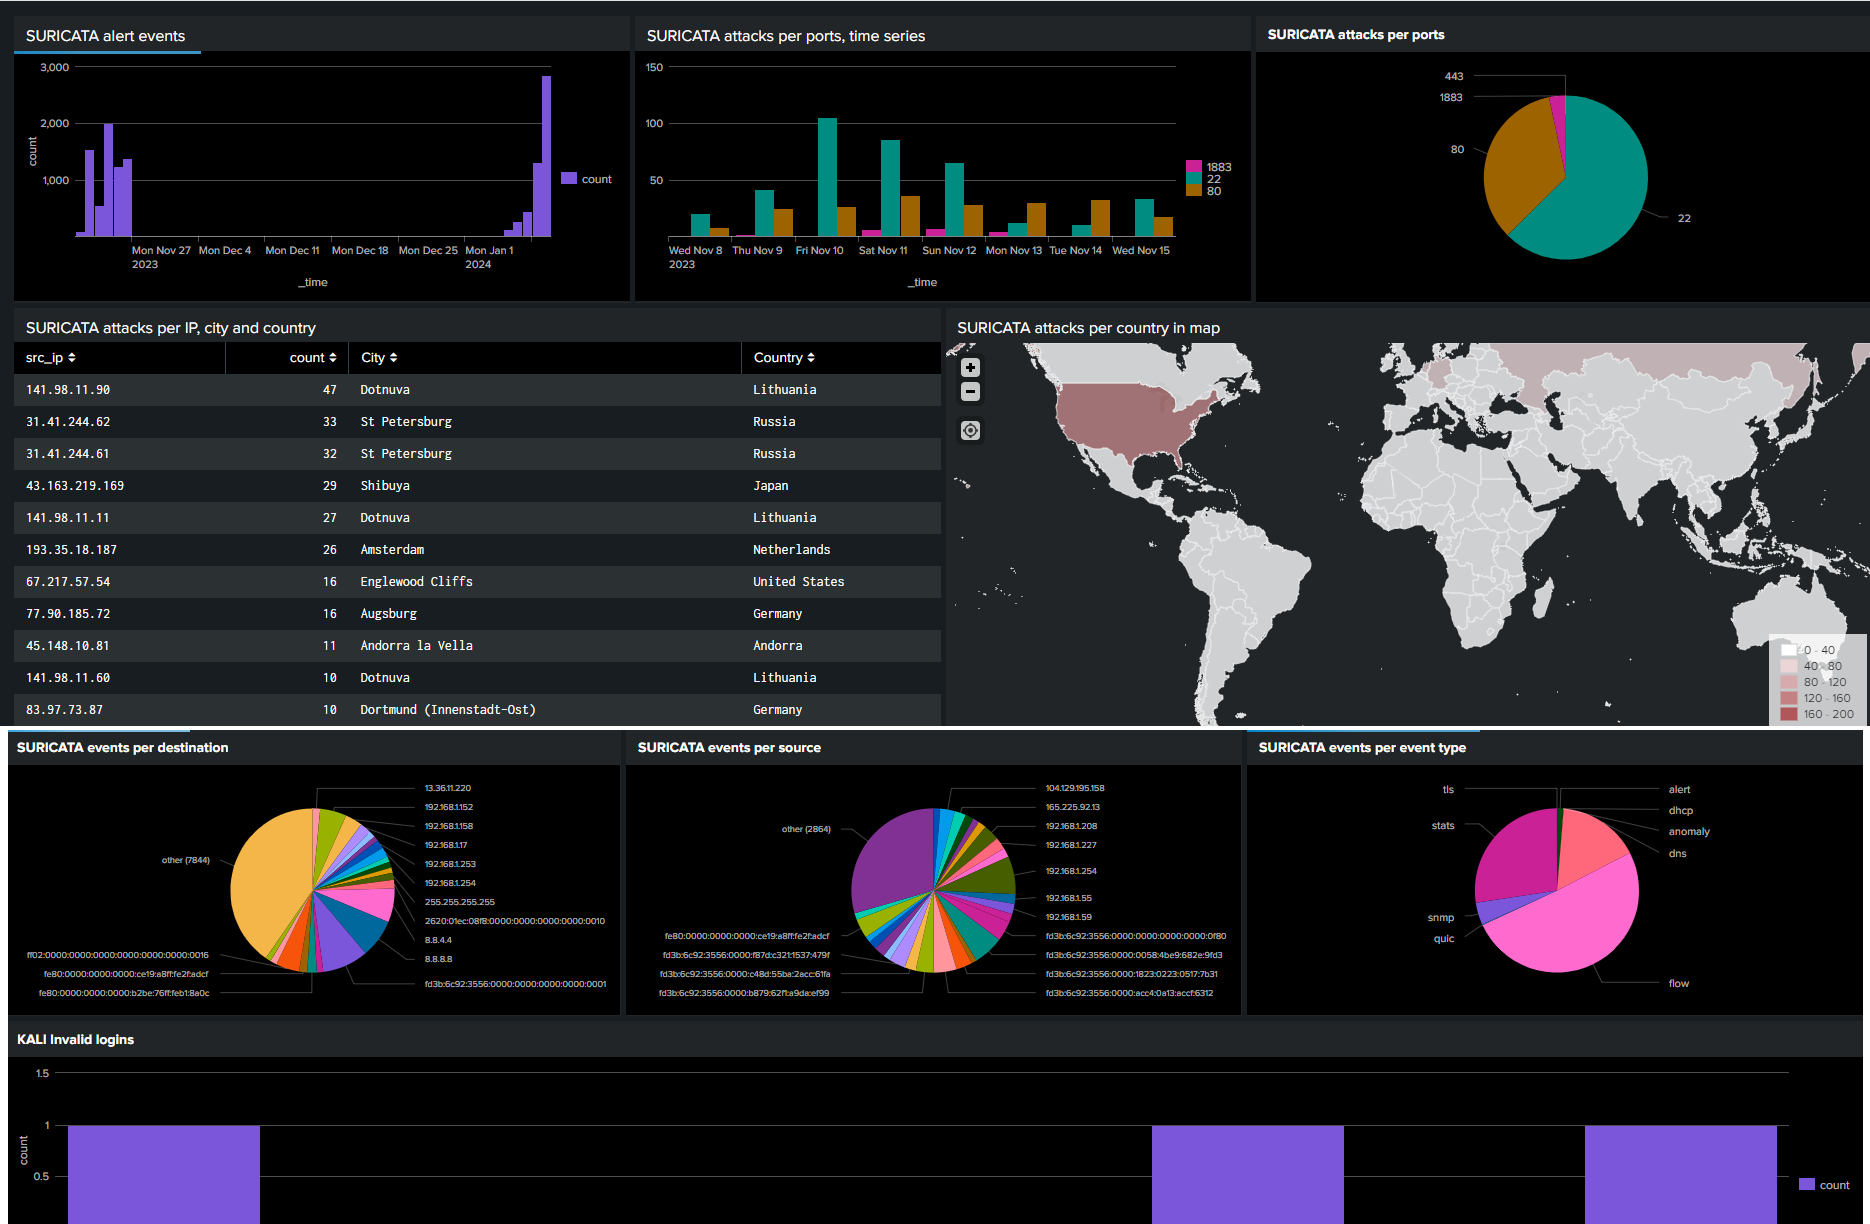 SURICATA alert events
3,000
2,000
1,000
count
count
Mon Nov 27 Mon Dec 4 Mon Dec 11 Mon Dec 18 Mon Dec 25 Mon Jan 1
2023 2024
_time
SURICATA attacks per ports, time series
150
100
50
1883
22
80
Wed Nov 8 Thu Nov 9 Fri Nov 10 Sat Nov 11 Sun Nov 12 Mon Nov 13 Tue Nov 14 Wed Nov 15
2023
_time
SURICATA attacks per ports
443
1883
80
22
SURICATA attacks per IP, city and country
src_ip count City Country
141.98.11.90 47 Dotnuva Lithuania
31.41.244.62 33 St Petersburg Russia
31.41.244.61 32 St Petersburg Russia
43.163.219.169 29 Shibuya Japan
141.98.11.11 27 Dotnuva Lithuania
193.35.18.187 26 Amsterdam Netherlands
67.217.57.54 16 Englewood Cliffs United States
77.90.185.72 16 Augsburg Germany
45.148.10.81 11 Andorra la Vella Andorra
141.98.11.60 10 Dotnuva Lithuania
83.97.73.87 10 Dortmund (Innenstadt-Ost) Germany
SURICATA attacks per country in map
+
−
0 - 40
40 - 80
80 - 120
120 - 160
160 - 200
SURICATA events per destination
13.36.11.220
192.168.1.152
192.168.1.158
192.168.1.17
192.168.1.253
192.168.1.254
255.255.255.255
2620:01ec:08f8:0000:0000:0000:0000:0010
8.8.4.4
8.8.8.8
fd3b:6c92:3556:0000:0000:0000:0000:0001
other (7844)
ff02:0000:0000:0000:0000:0000:0000:0016
fe80:0000:0000:0000:ce19:a8ff:fe2f:adcf
fe80:0000:0000:0000:b2be:76ff:feb1:8a0c
SURICATA events per source
104.129.195.158
165.225.92.13
192.168.1.208
192.168.1.227
192.168.1.254
192.168.1.55
192.168.1.59
fd3b:6c92:3556:0000:0000:0000:0000:0f80
fd3b:6c92:3556:0000:0058:4be9:682e:9fd3
fd3b:6c92:3556:0000:1823:0223:0517:7b31
fd3b:6c92:3556:0000:acc4:0a13:accf:6312
other (2864)
fe80:0000:0000:0000:ce19:a8ff:fe2f:adcf
fd3b:6c92:3556:0000:f87d:c321:1537:479f
fd3b:6c92:3556:0000:c48d:55ba:2acc:61fa
fd3b:6c92:3556:0000:b879:62f1:a9da:ef99
SURICATA events per event type
tls
stats
snmp
quic
alert
dhcp
anomaly
dns
flow
KALI Invalid logins
1.5
1
0.5
count
count